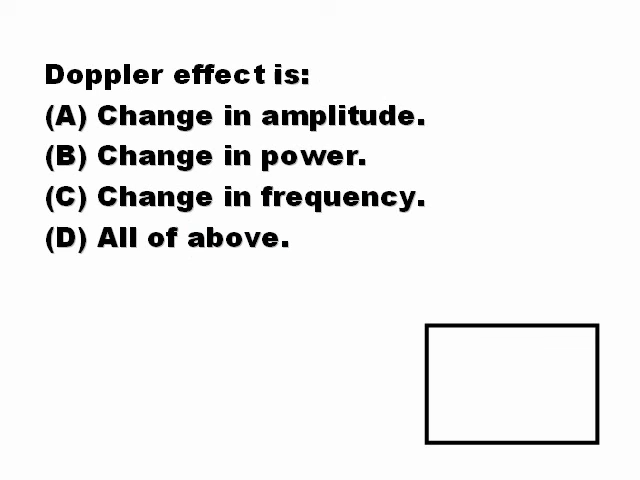 Doppler effect is:
(A) Change in amplitude.
(B) Change in power.
(C) Change in frequency.
(D) All of above.